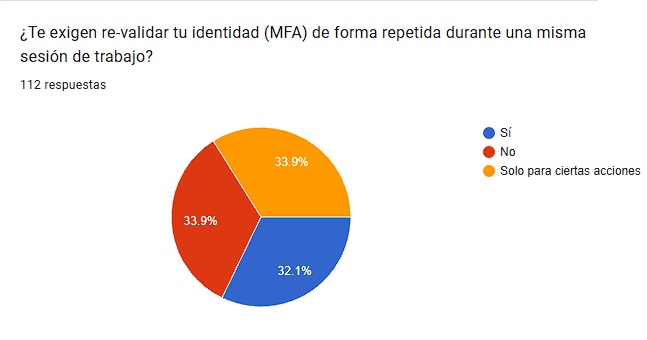 ¿Te exigen re-validar tu identidad (MFA) de forma repetida durante una misma
sesión de trabajo?
112 respuestas
33.9%
33.9%
32.1%
Sí
No
Solo para ciertas acciones